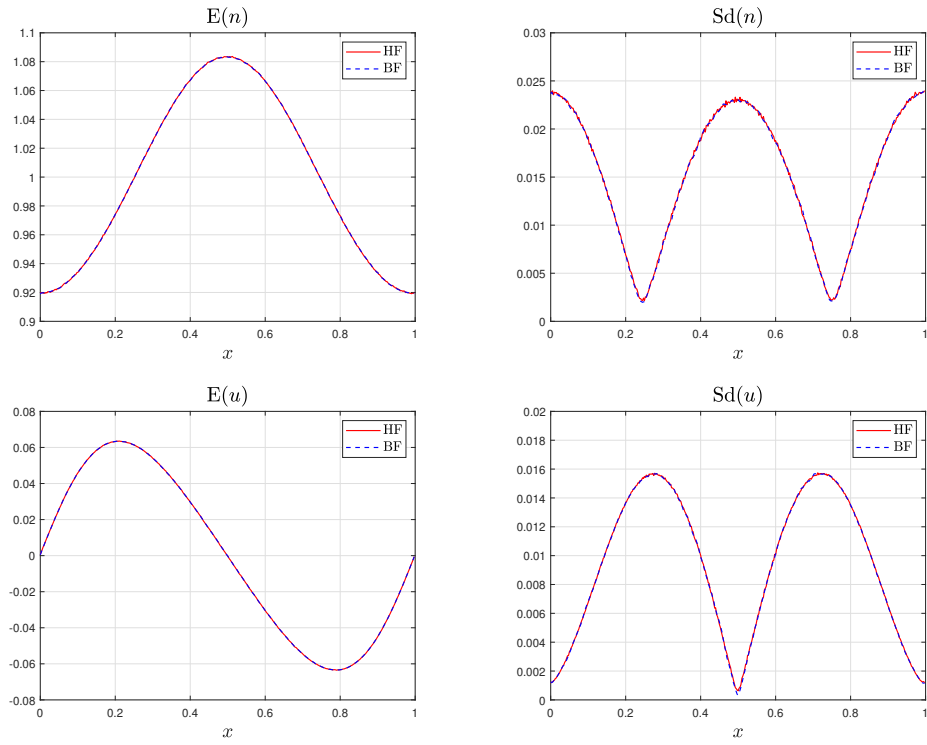 E(n)
1.1
1.08
1.06
1.04
1.02
1
0.98
0.96
0.94
0.92
0.9
0 0.2 0.4 0.6 0.8 1
x
HF
BF
Sd(n)
0.03
0.025
0.02
0.015
0.01
0.005
0
0 0.2 0.4 0.6 0.8 1
x
HF
BF
E(u)
0.08
0.06
0.04
0.02
0
-0.02
-0.04
-0.06
-0.08
0 0.2 0.4 0.6 0.8 1
x
HF
BF
Sd(u)
0.02
0.018
0.016
0.014
0.012
0.01
0.008
0.006
0.004
0.002
0
0 0.2 0.4 0.6 0.8 1
x
HF
BF